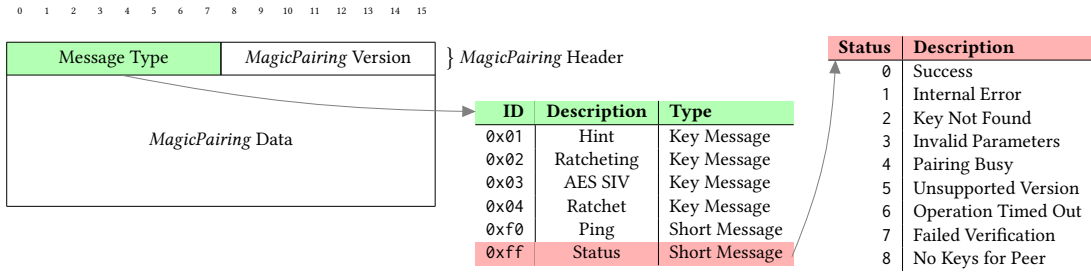 0 1 2 3 4 5 6 7 8 9 10 11 12 13 14 15
Message Type MagicPairing Version } MagicPairing Header
MagicPairing Data
ID Description Type
0x01 Hint Key Message
0x02 Ratcheting Key Message
0x03 AES SIV Key Message
0x04 Ratchet Key Message
0xf0 Ping Short Message
0xff Status Short Message
Status Description
0 Success
1 Internal Error
2 Key Not Found
3 Invalid Parameters
4 Pairing Busy
5 Unsupported Version
6 Operation Timed Out
7 Failed Verification
8 No Keys for Peer